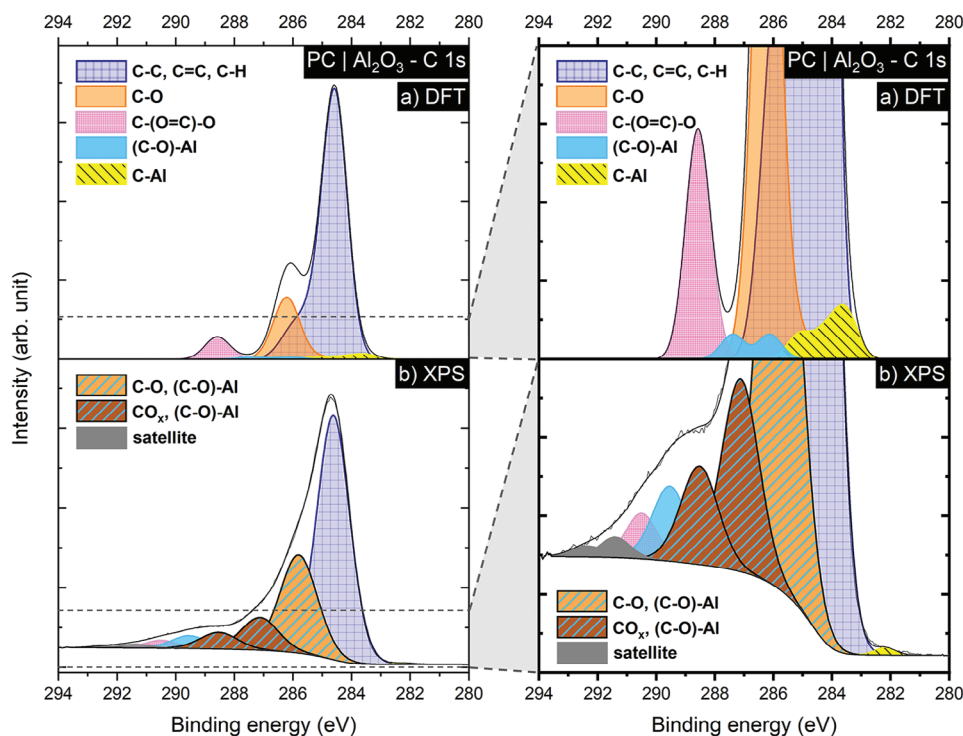 294 292 290 288 286 284 282 280
PC | Al₂O₃ - C 1s
a) DFT
C-C, C=C, C-H
C-O
C-(O=C)-O
(C-O)-Al
C-Al
b) XPS
C-O, (C-O)-Al
COₓ, (C-O)-Al
satellite
294 292 290 288 286 284 282 280
Binding energy (eV)
Intensity (arb. unit)
294 292 290 288 286 284 282 280
PC | Al₂O₃ - C 1s
a) DFT
C-C, C=C, C-H
C-O
C-(O=C)-O
(C-O)-Al
C-Al
b) XPS
C-O, (C-O)-Al
COₓ, (C-O)-Al
satellite
294 292 290 288 286 284 282 280
Binding energy (eV)